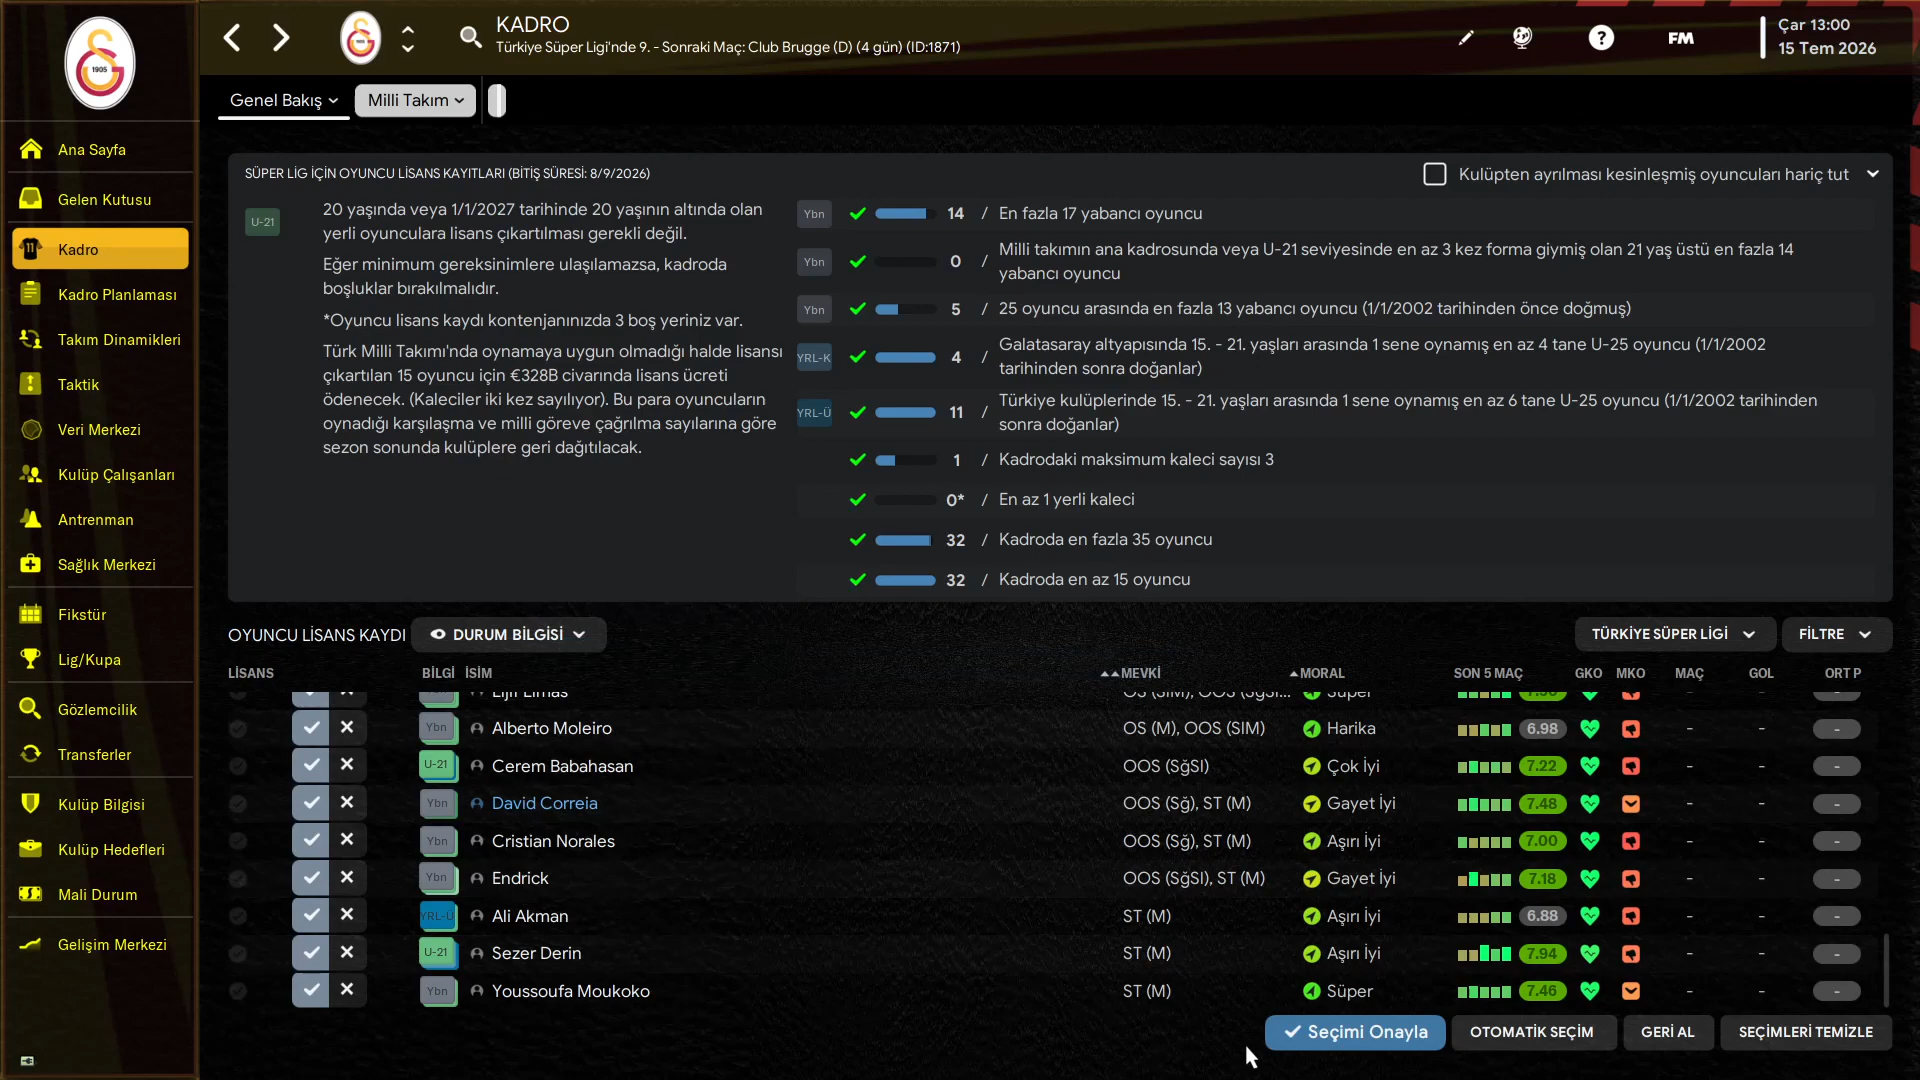 KADRO
Türkiye Süper Ligi'nde 9. - Sonraki Maç: Club Brugge (D) (4 gün) (ID:1871)
FM
Çar 13:00
15 Tem 2026
1905
Ana Sayfa
Gelen Kutusu
Kadro
Kadro Planlaması
Takım Dinamikleri
Taktik
Veri Merkezi
Kulüp Çalışanları
Antrenman
Sağlık Merkezi
Fikstür
Lig/Kupa
Gözlemcilik
Transferler
Kulüp Bilgisi
Kulüp Hedefleri
Mali Durum
Gelişim Merkezi
Genel Bakış
Milli Takım
SÜPER LİG İÇİN OYUNCU LİSANS KAYITLARI (BİTİŞ SÜRESİ: 8/9/2026)
Kulüpten ayrılması kesinleşmiş oyuncuları hariç tut
U-21
20 yaşında veya 1/1/2027 tarihinde 20 yaşının altında olan
yerli oyunculara lisans çıkartılması gerekli değil.
Eğer minimum gereksinimlere ulaşılamazsa, kadroda
boşluklar bırakılmalıdır.
*Oyuncu lisans kaydı kontenjanınızda 3 boş yeriniz var.
Türk Milli Takımı'nda oynamaya uygun olmadığı halde lisansı
çıkartılan 15 oyuncu için €328B civarında lisans ücreti
ödenecek. (Kaleciler iki kez sayılıyor). Bu para oyuncuların
oynadığı karşılaşma ve milli göreve çağrılma sayılarına göre
sezon sonunda kulüplere geri dağıtılacak.
Ybn 14 / En fazla 17 yabancı oyuncu
Ybn 0 / Milli takımın ana kadrosunda veya U-21 seviyesinde en az 3 kez forma giymiş olan 21 yaş üstü en fazla 14
yabancı oyuncu
Ybn 5 / 25 oyuncu arasında en fazla 13 yabancı oyuncu (1/1/2002 tarihinden önce doğmuş)
YRL-K 4 / Galatasaray altyapısında 15. - 21. yaşları arasında 1 sene oynamış en az 4 tane U-25 oyuncu (1/1/2002
tarihinden sonra doğanlar)
YRL-Ü 11 / Türkiye kulüplerinde 15. - 21. yaşları arasında 1 sene oynamış en az 6 tane U-25 oyuncu (1/1/2002 tarihinden
sonra doğanlar)
1 / Kadrodaki maksimum kaleci sayısı 3
0* / En az 1 yerli kaleci
32 / Kadroda en fazla 35 oyuncu
32 / Kadroda en az 15 oyuncu
OYUNCU LİSANS KAYDI DURUM BİLGİSİ TÜRKİYE SÜPER LİGİ FİLTRE
LİSANS BİLGİ İSİM MEVKİ MORAL SON 5 MAÇ GKO MKO MAÇ GOL ORT P
Ybn Alberto Moleiro OS (M), OOS (SIM) Harika 6.98 - - -
U-21 Cerem Babahasan OOS (SğSl) Çok İyi 7.22 - - -
Ybn David Correia OOS (Sğ), ST (M) Gayet İyi 7.48 - - -
Ybn Cristian Norales OOS (Sğ), ST (M) Aşırı İyi 7.00 - - -
Ybn Endrick OOS (SğSl), ST (M) Gayet İyi 7.18 - - -
YRL-Ü Ali Akman ST (M) Aşırı İyi 6.88 - - -
U-21 Sezer Derin ST (M) Aşırı İyi 7.94 - - -
Ybn Youssoufa Moukoko ST (M) Süper 7.46 - - -
Seçimi Onayla OTOMATİK SEÇİM GERİ AL SEÇİMLERİ TEMİZLE